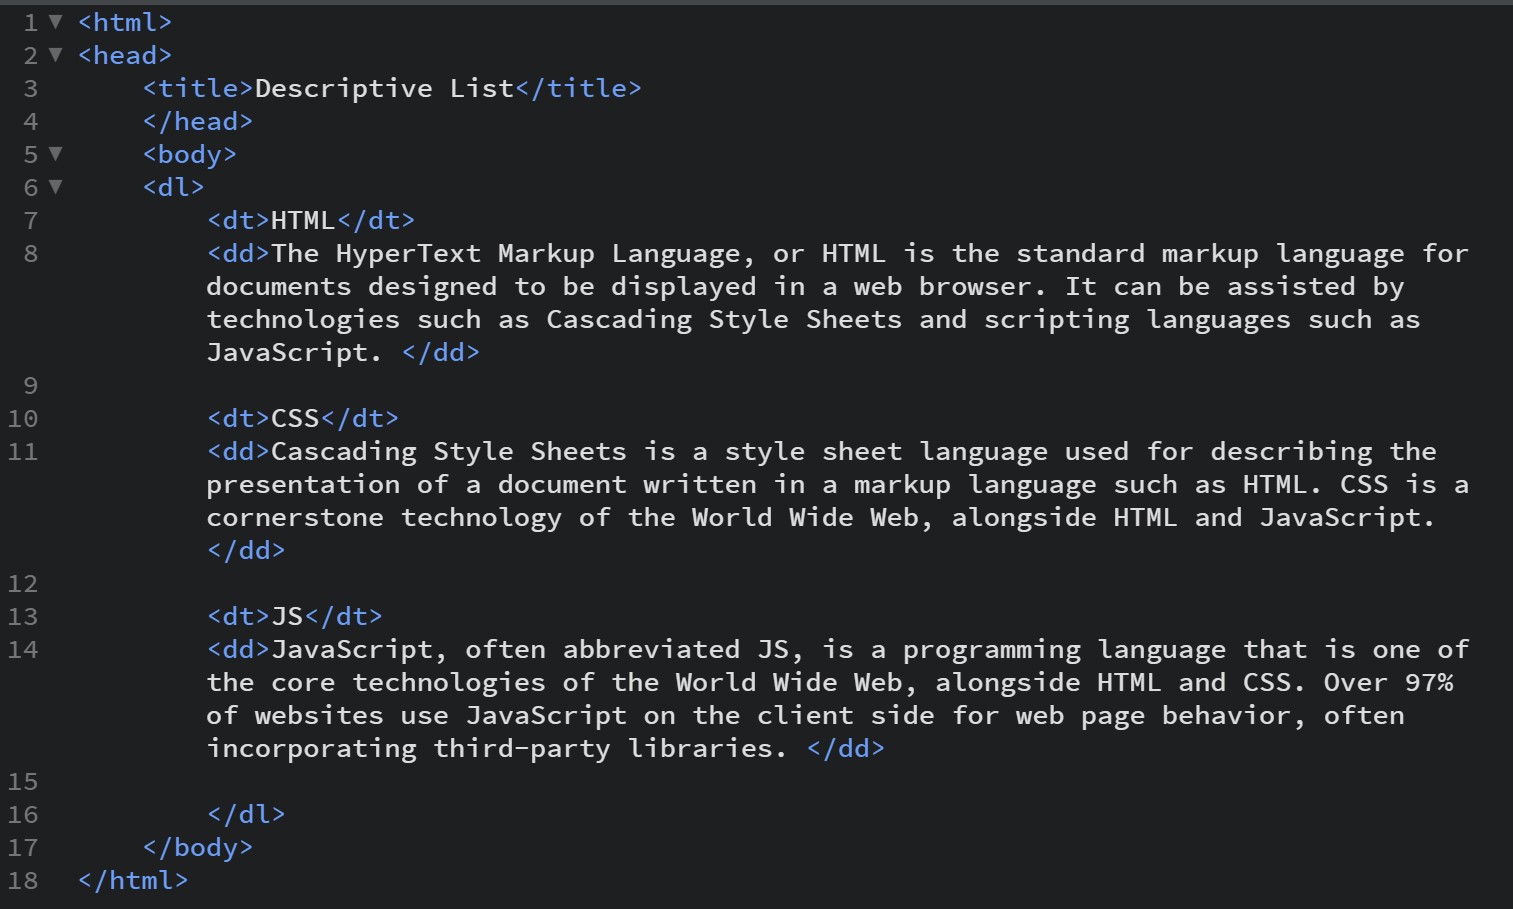 1 ▼ <html>
2 ▼ <head>
3 <title>Descriptive List</title>
4 </head>
5 ▼ <body>
6 ▼ <dl>
7 <dt>HTML</dt>
8 <dd>The HyperText Markup Language, or HTML is the standard markup language for
documents designed to be displayed in a web browser. It can be assisted by
technologies such as Cascading Style Sheets and scripting languages such as
JavaScript. </dd>
9
10 <dt>CSS</dt>
11 <dd>Cascading Style Sheets is a style sheet language used for describing the
presentation of a document written in a markup language such as HTML. CSS is a
cornerstone technology of the World Wide Web, alongside HTML and JavaScript.
</dd>
12
13 <dt>JS</dt>
14 <dd>JavaScript, often abbreviated JS, is a programming language that is one of
the core technologies of the World Wide Web, alongside HTML and CSS. Over 97%
of websites use JavaScript on the client side for web page behavior, often
incorporating third-party libraries. </dd>
15
16 </dl>
17 </body>
18 </html>